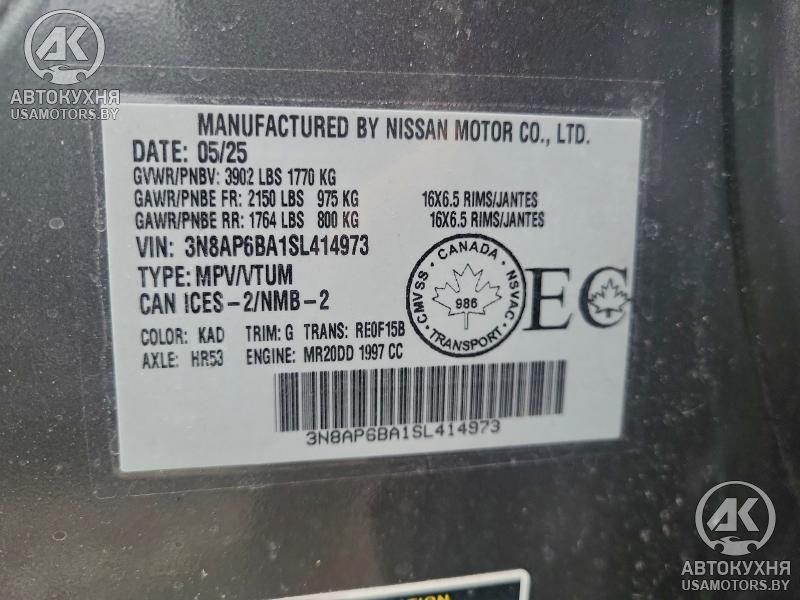 AK
АВТОКУХНЯ
USAMOTORS.BY
MANUFACTURED BY NISSAN MOTOR CO., LTD.
DATE: 05/25
GVWR/PNBV: 3902 LBS 1770 KG
GAWR/PNBE FR: 2150 LBS 975 KG 16X6.5 RIMS/JANTES
GAWR/PNBE RR: 1764 LBS 800 KG 16X6.5 RIMS/JANTES
VIN: 3N8AP6BA1SL414973
TYPE: MPV/VTUM
CAN ICES-2/NMB-2
CANADA
CMVSS NSVAC
986
TRANSPORT
EC
COLOR: KAD TRIM: G TRANS: RE0F15B
AXLE: HR53 ENGINE: MR20DD 1997 CC
3N8AP6BA1SL414973
AK
АВТОКУХНЯ
USAMOTORS.BY